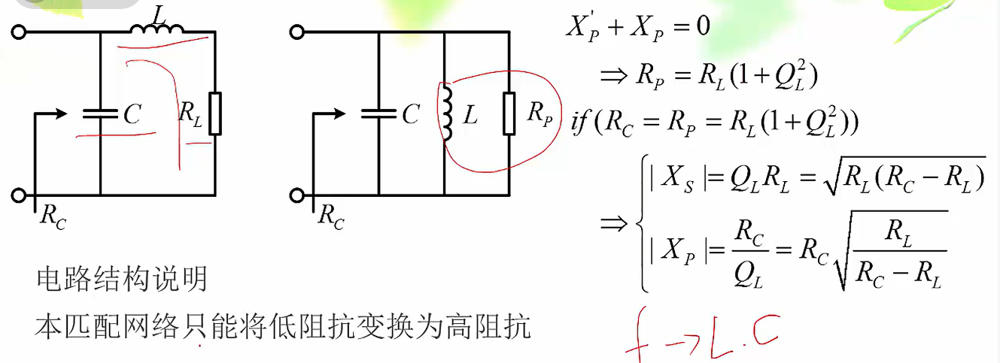 L
C
R_L
R_C
C
L
R_P
R_C
X'_P + X_P = 0
⇒ R_P = R_L(1+Q_L^2)
if(R_C = R_P = R_L(1+Q_L^2))
⇒ { | X_S |= Q_L R_L = √(R_L(R_C − R_L))
| X_P |= R_C/Q_L = R_C √(R_L/(R_C − R_L))
电路结构说明
本匹配网络只能将低阻抗变换为高阻抗
f → L.C